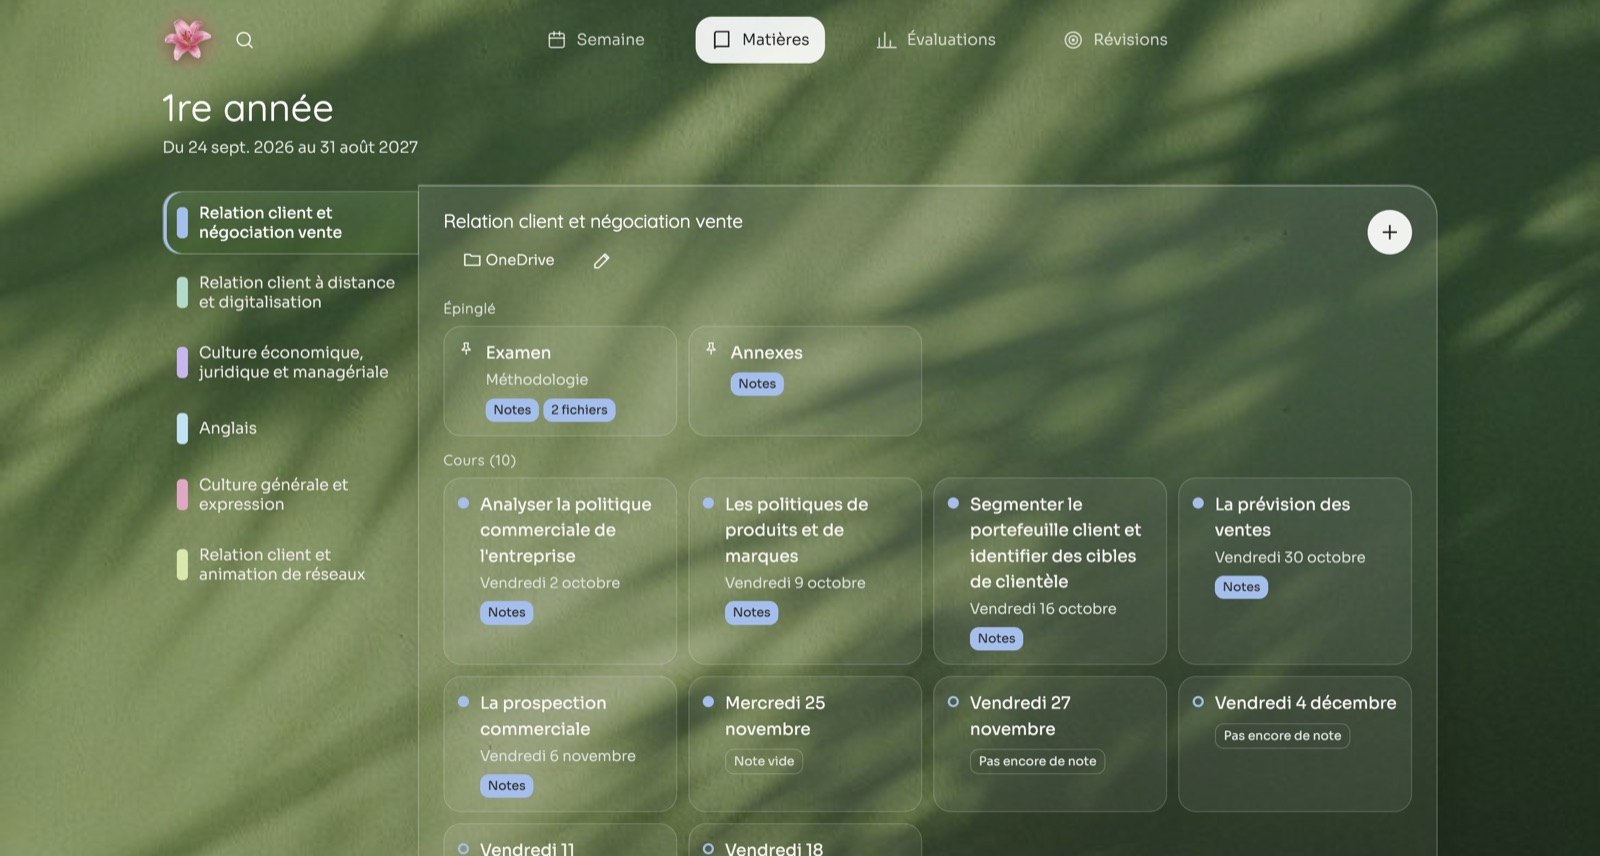 Semaine
Matières
Évaluations
Révisions
1re année
Du 24 sept. 2026 au 31 août 2027
Relation client et
négociation vente
Relation client à distance
et digitalisation
Culture économique,
juridique et managériale
Anglais
Culture générale et
expression
Relation client et
animation de réseaux
Relation client et négociation vente
OneDrive
Épinglé
Examen
Méthodologie
Notes
2 fichiers
Annexes
Notes
Cours (10)
Analyser la politique
commerciale de
l'entreprise
Vendredi 2 octobre
Notes
Les politiques de
produits et de
marques
Vendredi 9 octobre
Notes
Segmenter le
portefeuille client et
identifier des cibles
de clientèle
Vendredi 16 octobre
Notes
La prévision des
ventes
Vendredi 30 octobre
Notes
La prospection
commerciale
Vendredi 6 novembre
Notes
Mercredi 25
novembre
Note vide
Vendredi 27
novembre
Pas encore de note
Vendredi 4 décembre
Pas encore de note
Vendredi 11
Vendredi 18